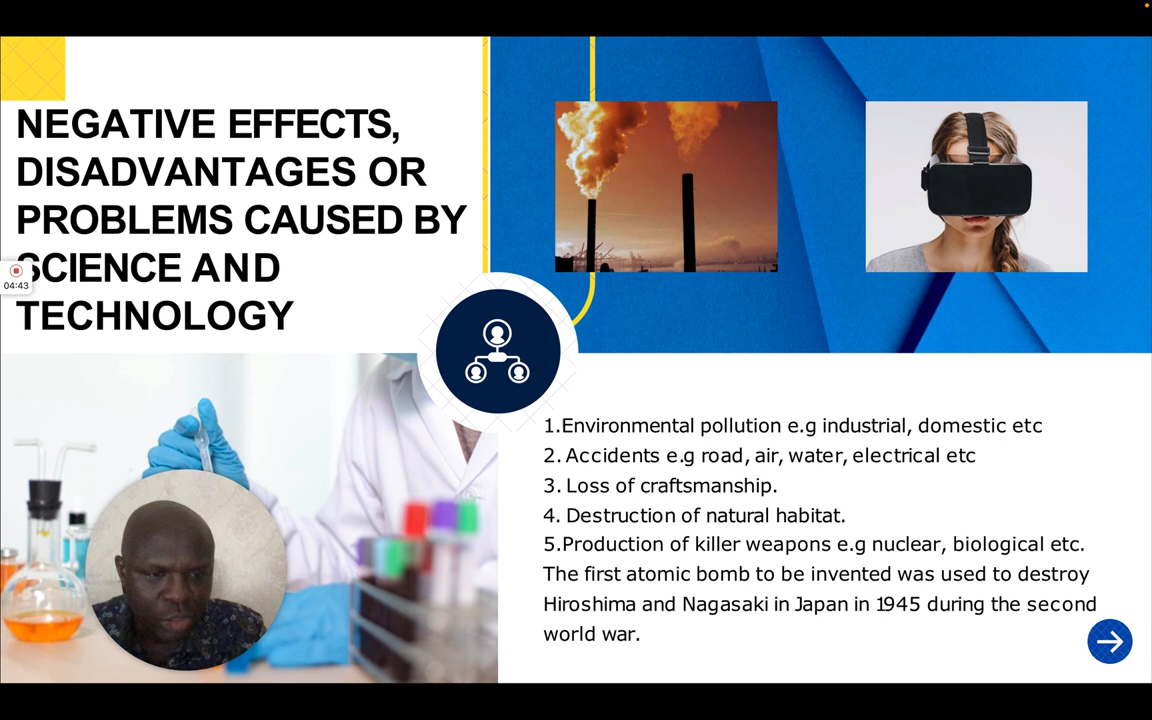 NEGATIVE EFFECTS,
DISADVANTAGES OR
PROBLEMS CAUSED BY
SCIENCE AND
TECHNOLOGY
04:43
1.Environmental pollution e.g industrial, domestic etc
2. Accidents e.g road, air, water, electrical etc
3. Loss of craftsmanship.
4. Destruction of natural habitat.
5.Production of killer weapons e.g nuclear, biological etc.
The first atomic bomb to be invented was used to destroy
Hiroshima and Nagasaki in Japan in 1945 during the second
world war.